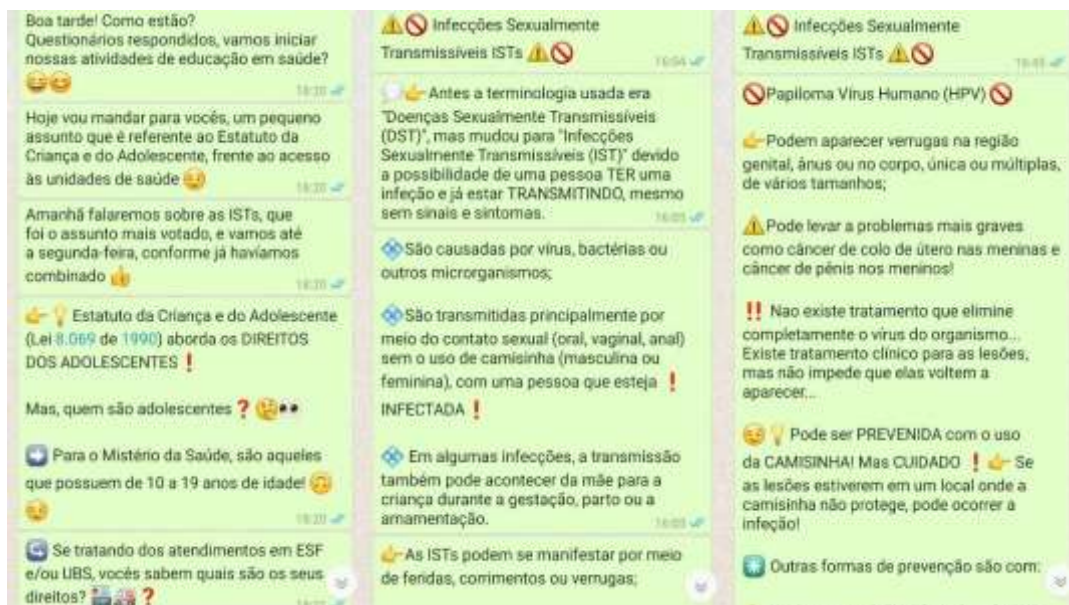 Boa tarde! Como estão?
Questionários respondidos, vamos iniciar
nossas atividades de educação em saúde?
😄😊
18:20
Hoje vou mandar para vocês, um pequeno
assunto que é referente ao Estatuto da
Criança e do Adolescente, frente ao acesso
às unidades de saúde
18:20
Amanhã falaremos sobre as ISTs, que
foi o assunto mais votado, e vamos até
a segunda-feira, conforme já havíamos
combinado 👍
18:20
👉💡 Estatuto da Criança e do Adolescente
(Lei 8.069 de 1990) aborda os DIREITOS
DOS ADOLESCENTES❗
Mas, quem são adolescentes❓🤔👀
➡️ Para o Mistério da Saúde, são aqueles
que possuem de 10 a 19 anos de idade!
18:20
Se tratando dos atendimentos em ESF
e/ou UBS, vocês sabem quais são os seus
direitos? ❓
⚠️🚫 Infecções Sexualmente
Transmissíveis ISTs ⚠️🚫
16:04
👉Antes a terminologia usada era
"Doenças Sexualmente Transmissíveis
(DST)", mas mudou para "Infecções
Sexualmente Transmissíveis (IST)" devido
a possibilidade de uma pessoa TER uma
infeção e já estar TRANSMITINDO, mesmo
sem sinais e sintomas.
16:05
💠São causadas por vírus, bactérias ou
outros microrganismos;
💠São transmitidas principalmente por
meio do contato sexual (oral, vaginal, anal)
sem o uso de camisinha (masculina ou
feminina), com uma pessoa que esteja ❗
INFECTADA❗
💠 Em algumas infecções, a transmissão
também pode acontecer da mãe para a
criança durante a gestação, parto ou a
amamentação.
16:05
👉As ISTs podem se manifestar por meio
de feridas, corrimentos ou verrugas;
⚠️🚫 Infecções Sexualmente
Transmissíveis ISTs ⚠️🚫
🚫Papiloma Vírus Humano (HPV)🚫
👉Podem aparecer verrugas na região
genital, ânus ou no corpo, única ou múltiplas,
de vários tamanhos;
⚠️Pode levar a problemas mais graves
como câncer de colo de útero nas meninas e
câncer de pênis nos meninos!
‼️ Nao existe tratamento que elimine
completamente o vírus do organismo...
Existe tratamento clínico para as lesões,
mas não impede que elas voltem a
aparecer...
💡 Pode ser PREVENIDA com o uso
da CAMISINHA! Mas CUIDADO ❗👉 Se
as lesões estiverem em um local onde a
camisinha não protege, pode ocorrer a
infeção!
✳️ Outras formas de prevenção são com: